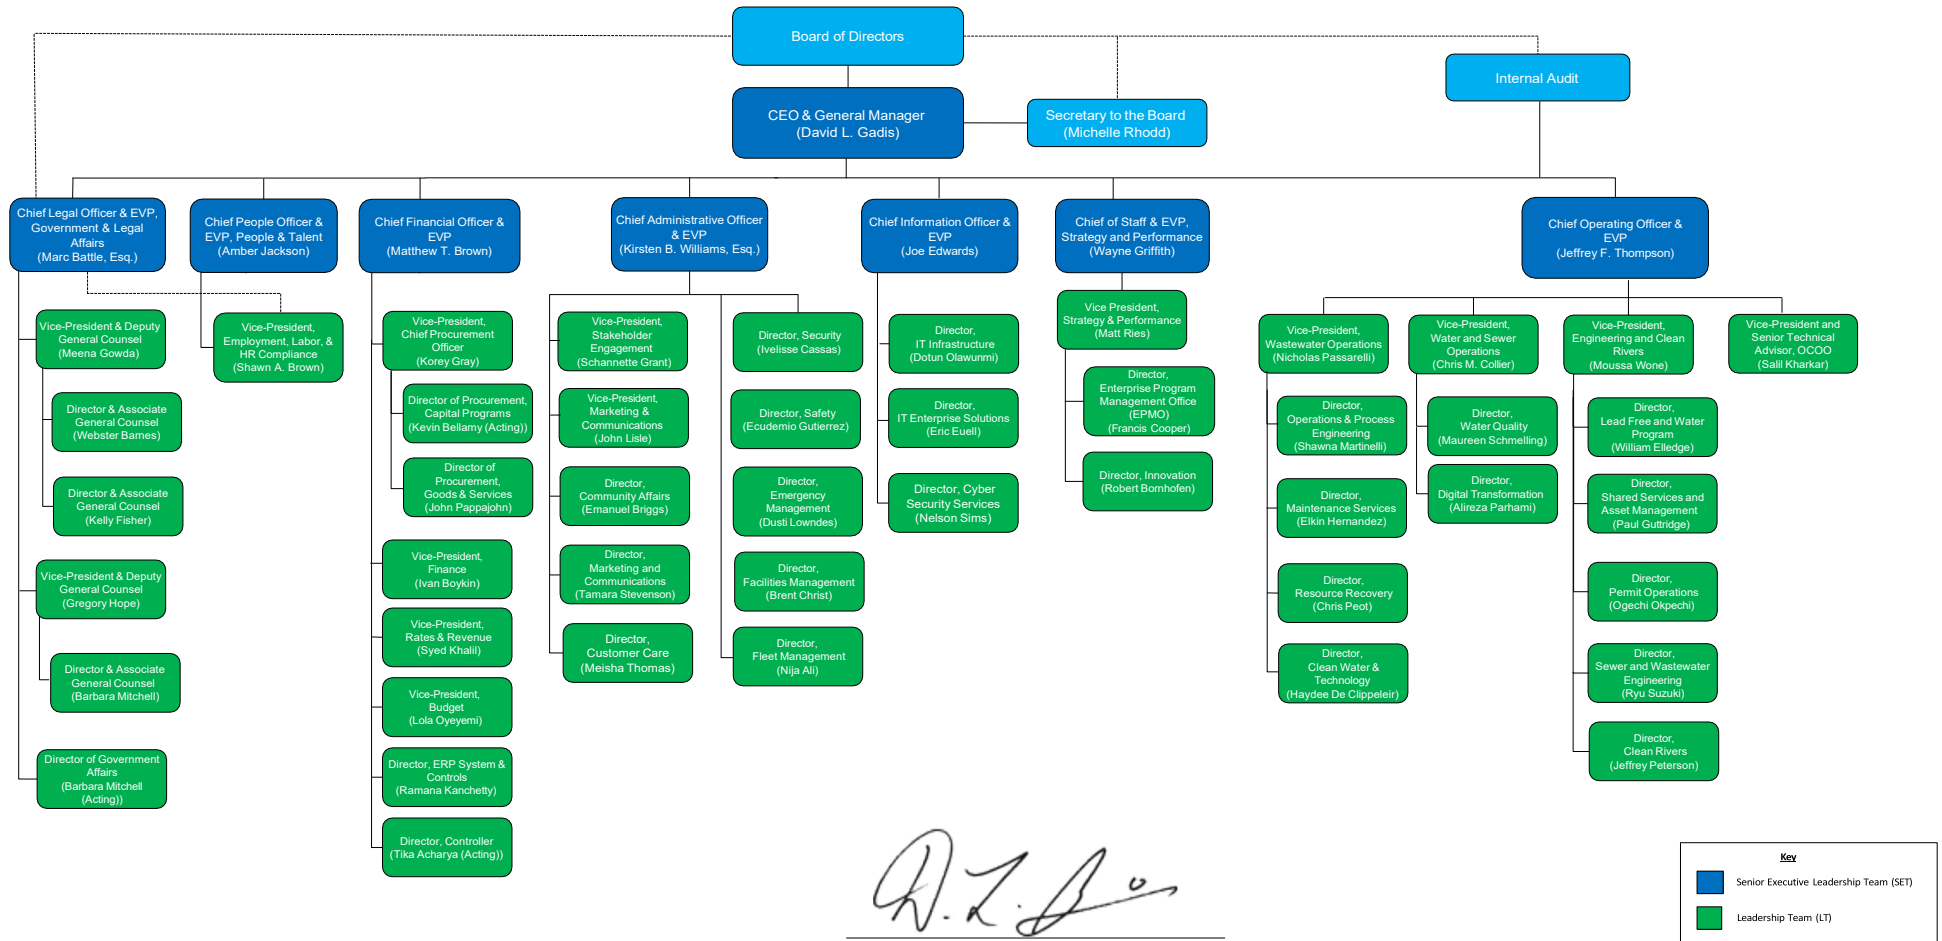 Board of Directors
Internal Audit
CEO & General Manager
(David L. Gadis)
Secretary to the Board
(Michelle Rhodd)
Chief Legal Officer & EVP,
Government & Legal
Affairs
(Marc Battle, Esq.)
Chief People Officer &
EVP, People & Talent
(Amber Jackson)
Chief Financial Officer &
EVP
(Matthew T. Brown)
Chief Administrative Officer
& EVP
(Kirsten B. Williams, Esq.)
Chief Information Officer &
EVP
(Joe Edwards)
Chief of Staff & EVP,
Strategy and Performance
(Wayne Griffith)
Chief Operating Officer &
EVP
(Jeffrey F. Thompson)
Vice-President & Deputy
General Counsel
(Meena Gowda)
Director & Associate
General Counsel
(Webster Barnes)
Director & Associate
General Counsel
(Kelly Fisher)
Vice-President & Deputy
General Counsel
(Gregory Hope)
Director & Associate
General Counsel
(Barbara Mitchell)
Director of Government
Affairs
(Barbara Mitchell
(Acting))
Vice-President,
Employment, Labor, &
HR Compliance
(Shawn A. Brown)
Vice-President,
Chief Procurement
Officer
(Korey Gray)
Director of Procurement,
Capital Programs
(Kevin Bellamy (Acting))
Director of
Procurement,
Goods & Services
(John Pappajohn)
Vice-President,
Finance
(Ivan Boykin)
Vice-President,
Rates & Revenue
(Syed Khalil)
Vice-President,
Budget
(Lola Oyeyemi)
Director, ERP System &
Controls
(Ramana Kanchetty)
Director, Controller
(Tika Acharya (Acting))
Vice-President,
Stakeholder
Engagement
(Schannette Grant)
Vice-President,
Marketing &
Communications
(John Lisle)
Director,
Community Affairs
(Emanuel Briggs)
Director,
Marketing and
Communications
(Tamara Stevenson)
Director,
Customer Care
(Meisha Thomas)
Director, Security
(Ivelisse Cassas)
Director, Safety
(Ecudemio Gutierrez)
Director,
Emergency
Management
(Dusti Lowndes)
Director,
Facilities Management
(Brent Christ)
Director,
Fleet Management
(Nija Ali)
Director,
IT Infrastructure
(Dotun Olawunmi)
Director,
IT Enterprise Solutions
(Eric Euell)
Director, Cyber
Security Services
(Nelson Sims)
Vice President,
Strategy & Performance
(Matt Ries)
Director,
Enterprise Program
Management Office
(EPMO)
(Francis Cooper)
Director, Innovation
(Robert Bornhofen)
Vice-President,
Wastewater Operations
(Nicholas Passarelli)
Director,
Operations & Process
Engineering
(Shawna Martinelli)
Director,
Maintenance Services
(Elkin Hernandez)
Director,
Resource Recovery
(Chris Peot)
Director,
Clean Water &
Technology
(Haydee De Clippeleir)
Vice-President,
Water and Sewer
Operations
(Chris M. Collier)
Director,
Water Quality
(Maureen Schmelling)
Director,
Digital Transformation
(Alireza Parhami)
Vice-President,
Engineering and Clean
Rivers
(Moussa Wone)
Director,
Lead Free and Water
Program
(William Elledge)
Director,
Shared Services and
Asset Management
(Paul Guttridge)
Director,
Permit Operations
(Ogechi Okpechi)
Director,
Sewer and Wastewater
Engineering
(Ryu Suzuki)
Director,
Clean Rivers
(Jeffrey Peterson)
Vice-President and
Senior Technical
Advisor, OCOO
(Salil Kharkar)
Key
Senior Executive Leadership Team (SET)
Leadership Team (LT)